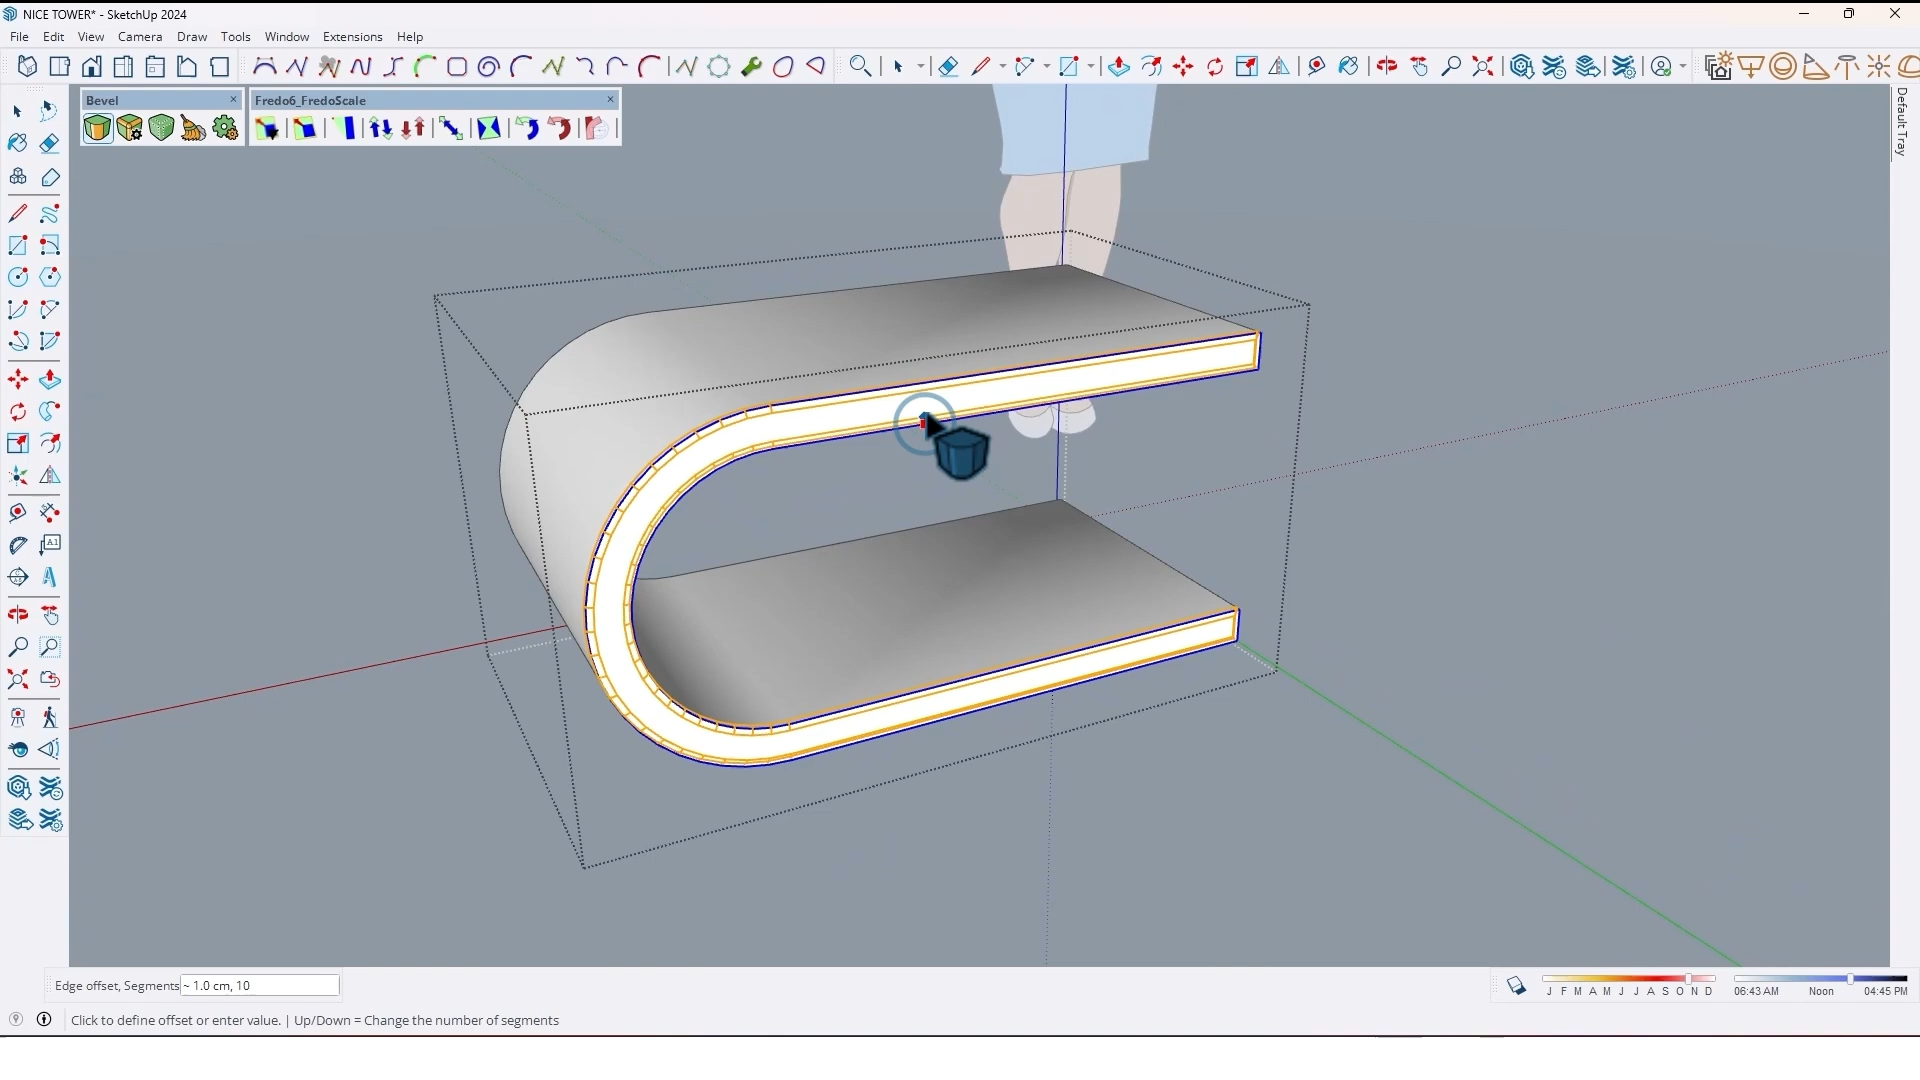 NICE TOWER* - SketchUp 2024
File Edit View Camera Draw Tools Window Extensions Help
Bevel
Fredo6_FredoScale
Default Tray
A1
Edge offset, Segments ~ 1.0 cm, 10
J F M A M J J A S O N D
06:43 AM Noon 04:45 PM
Click to define offset or enter value. | Up/Down = Change the number of segments